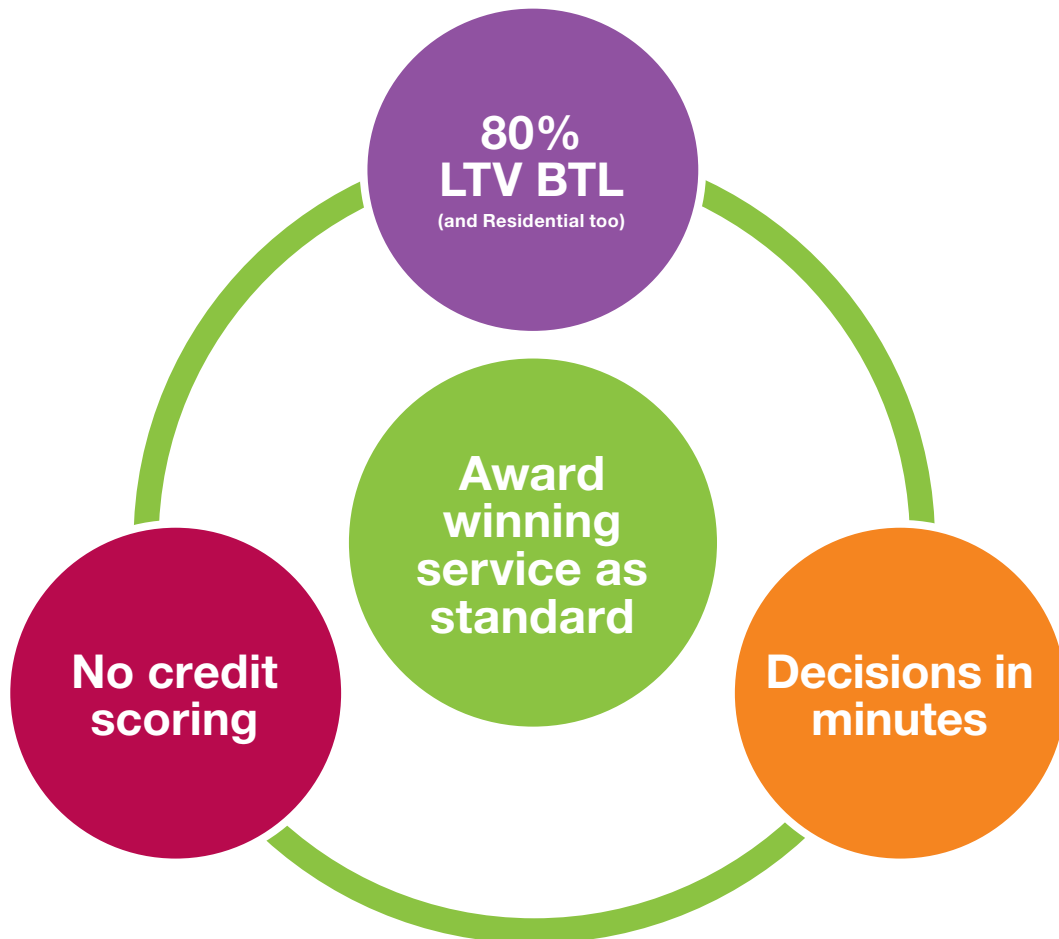 80%
LTV BTL
(and Residential too)
Award
winning
service as
standard
No credit
scoring
Decisions in
minutes